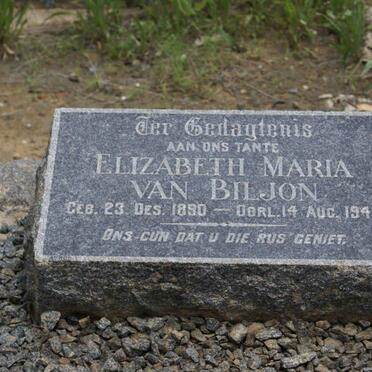 Ter Gedagtenis
AAN ONS TANTE
ELIZABETH MARIA
VAN BILJON
GEB. 23 DES. 1890 — OORL. 14 AUG. 194
ONS GUN DAT U DIE RUS GENIET.